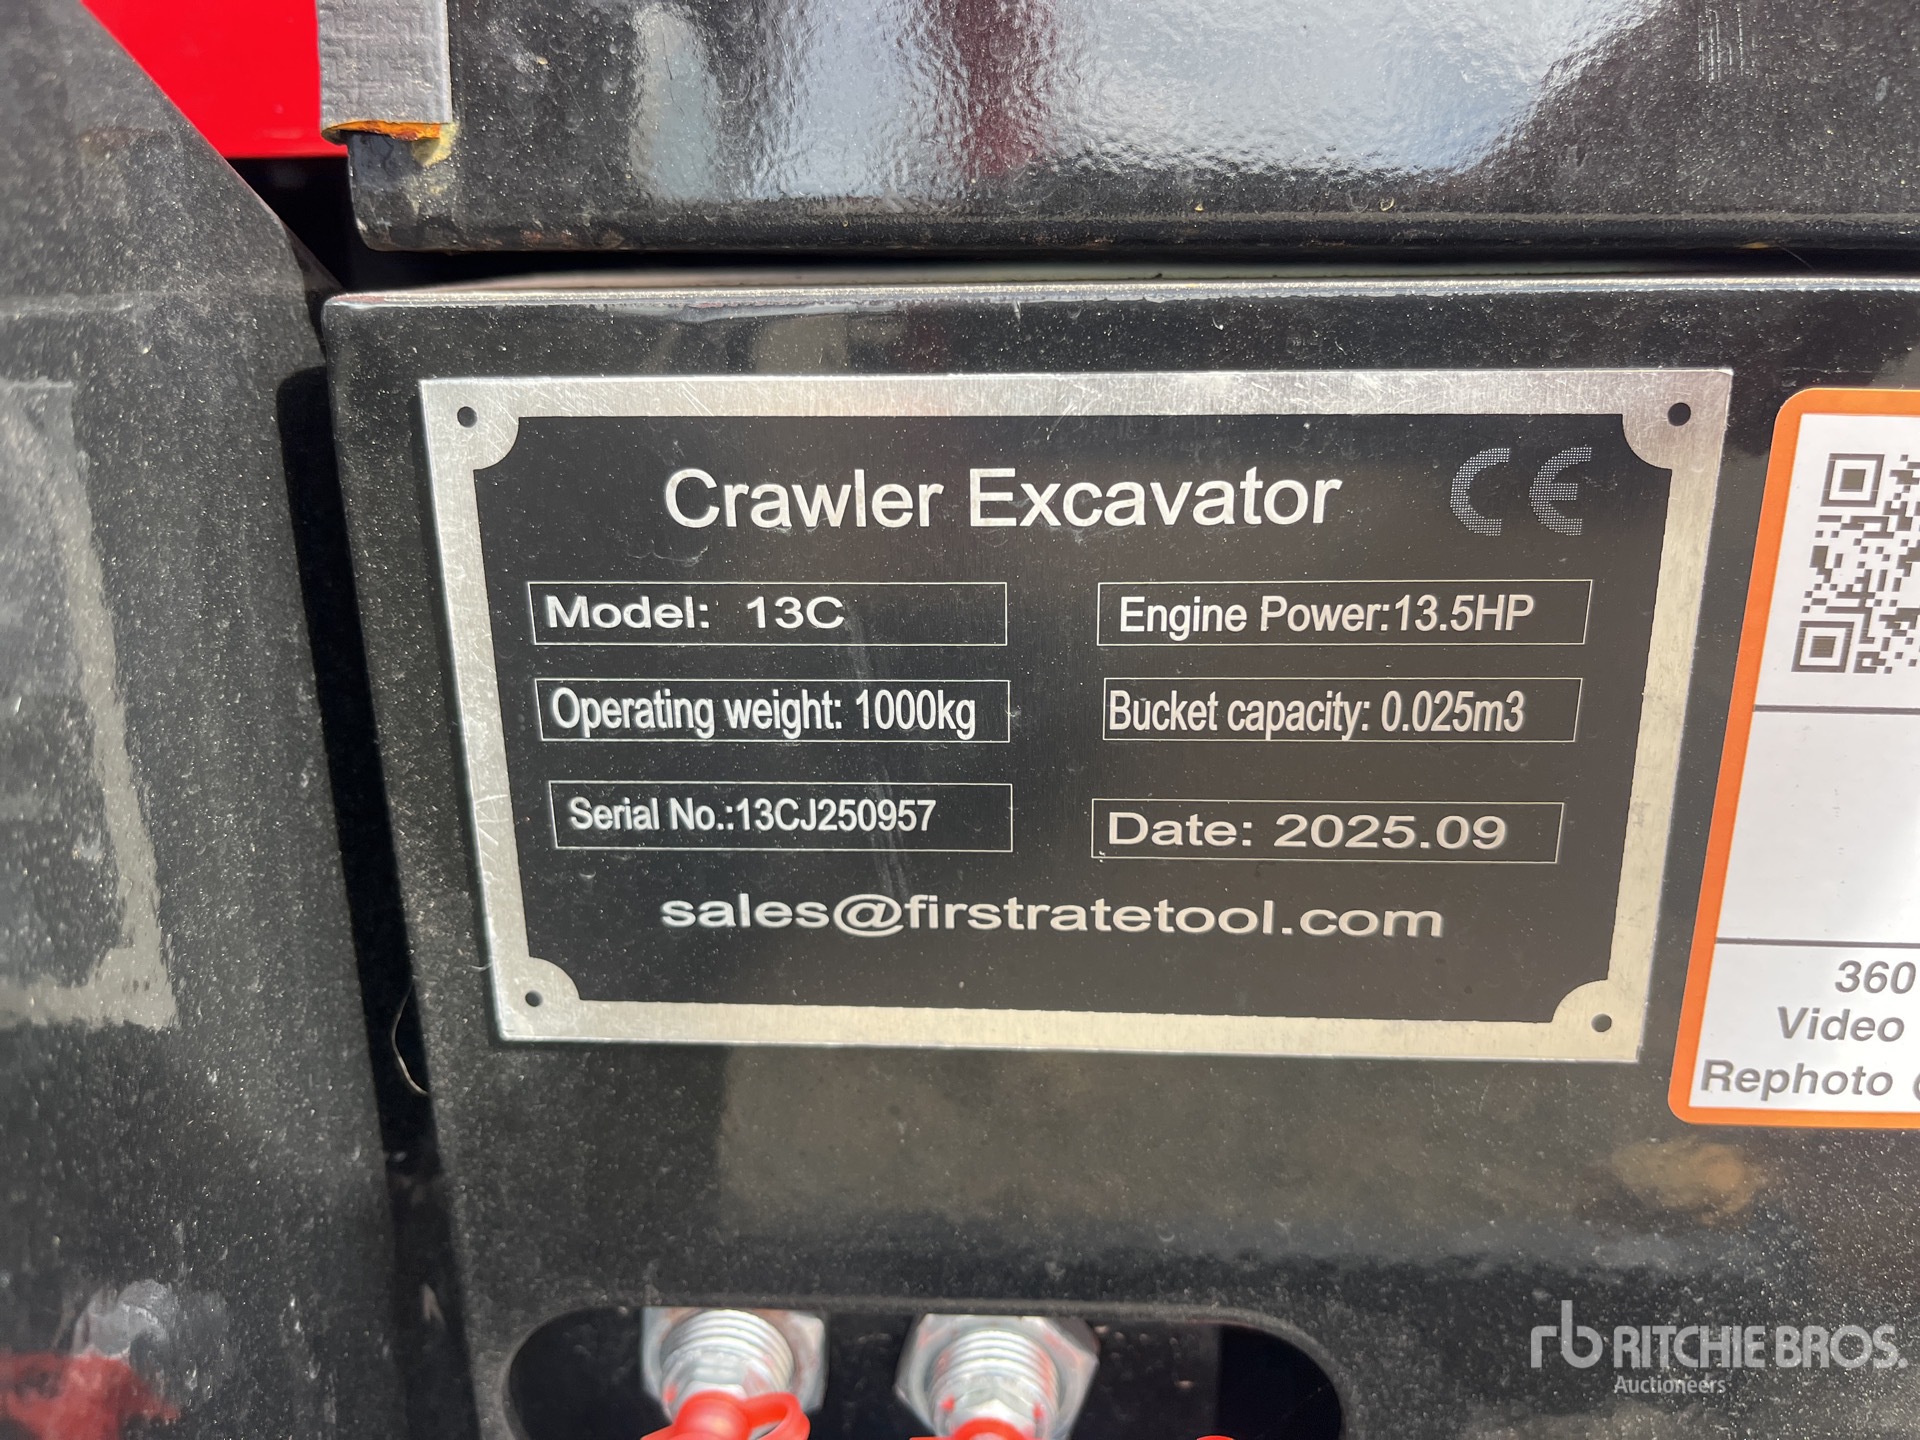 Crawler Excavator CE
Model: 13C
Engine Power:13.5HP
Operating weight: 1000kg
Bucket capacity: 0.025m3
Serial No.:13CJ250957
Date: 2025.09
sales@firstratetool.com
360
Video
Rephoto
rb RITCHIE BROS.
Auctioneers